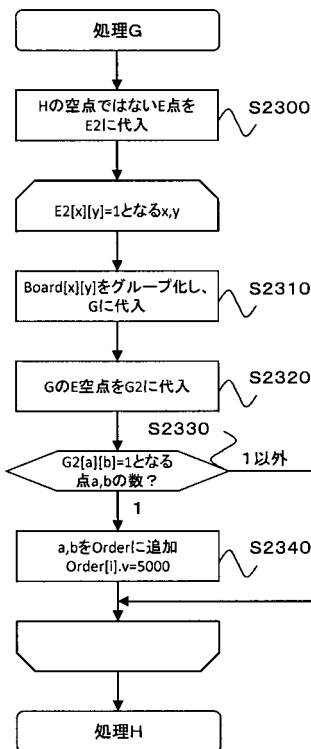 処理G
Hの空点ではないE点を
E2に代入
S2300
E2[x][y]=1となるx,y
Board[x][y]をグループ化し、
Gに代入
S2310
GのE空点をG2に代入
S2320
S2330
G2[a][b]=1となる
点a,bの数？
1以外
1
a,bをOrderに追加
Order[i].v=5000
S2340
処理H